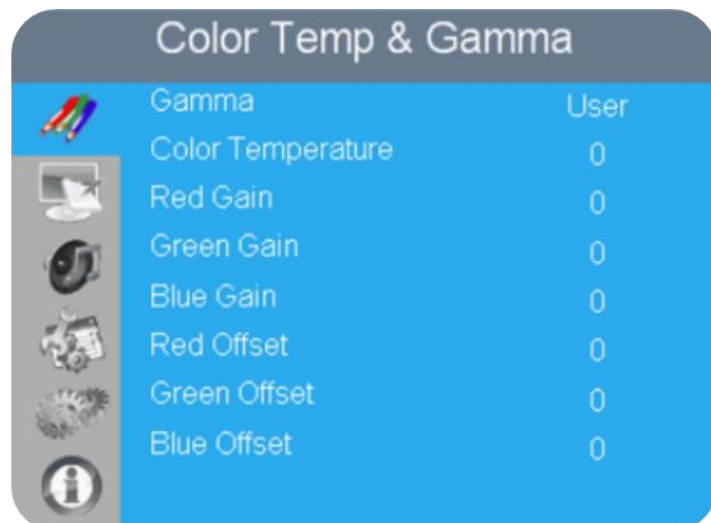 Color Temp & Gamma
Gamma User
Color Temperature 0
Red Gain 0
Green Gain 0
Blue Gain 0
Red Offset 0
Green Offset 0
Blue Offset 0